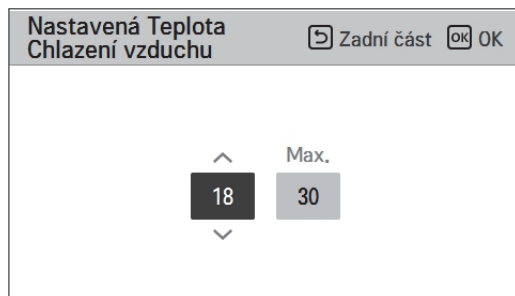 Nastavená Teplota
Chlazení vzduchu
Zadní část OK OK
Max.
18 30